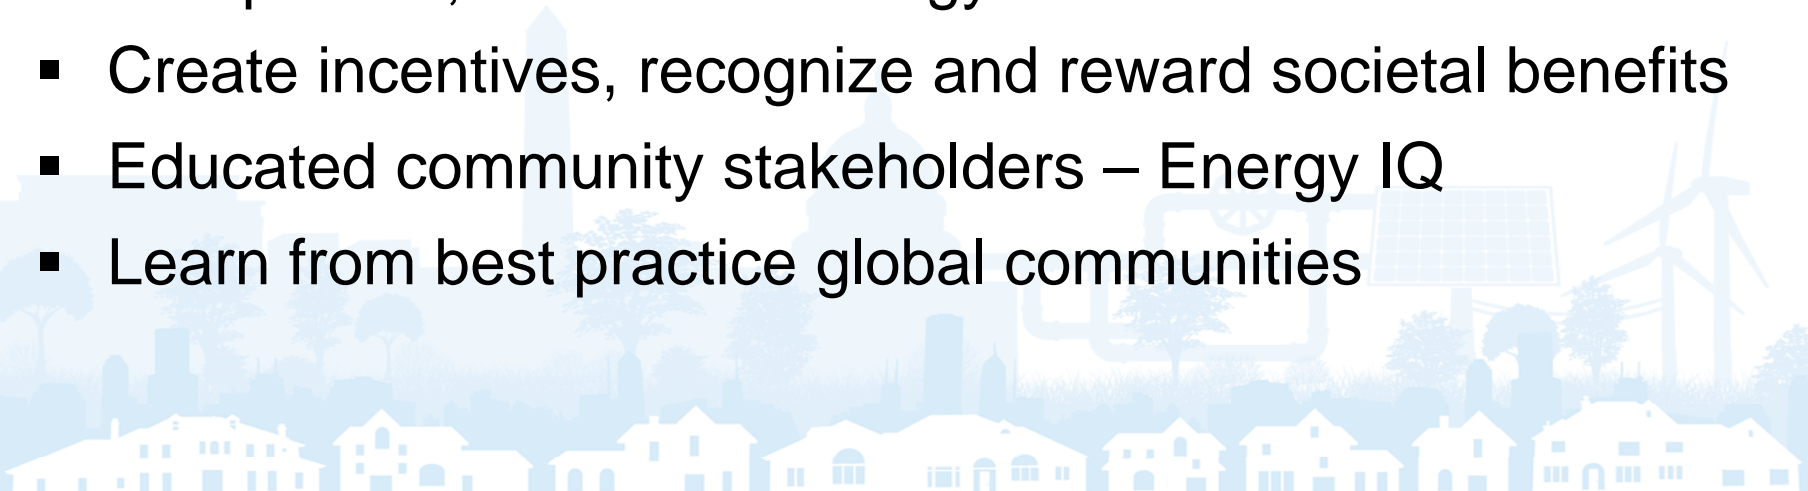 ▪ Create incentives, recognize and reward societal benefits
▪ Educated community stakeholders – Energy IQ
▪ Learn from best practice global communities